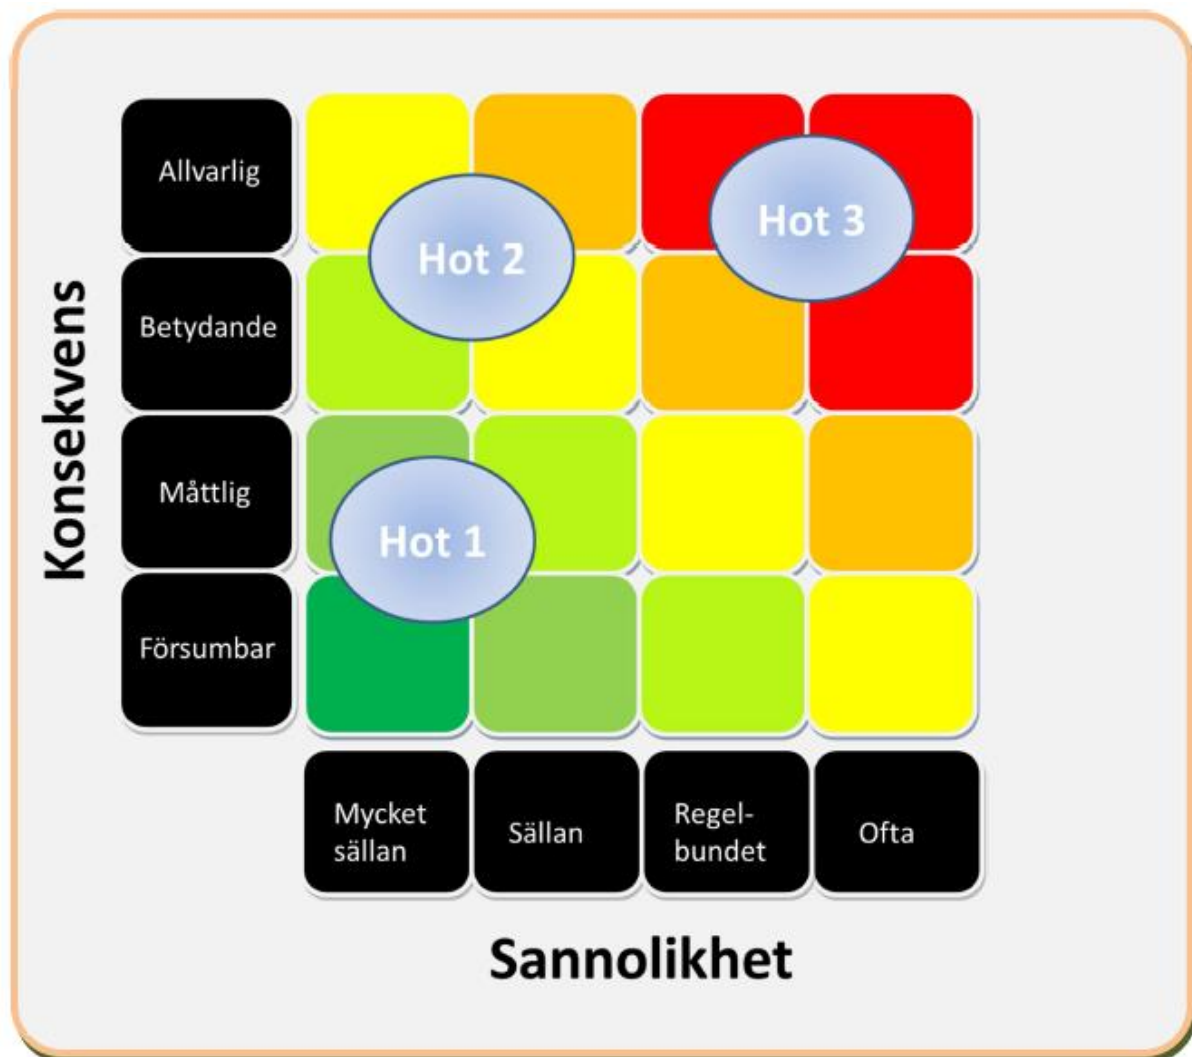 Konsekvens
Allvarlig
Hot 3
Hot 2
Betydande
Måttlig
Hot 1
Försumbar
Mycket
sällan
Sällan
Regel-
bundet
Ofta
Sannolikhet